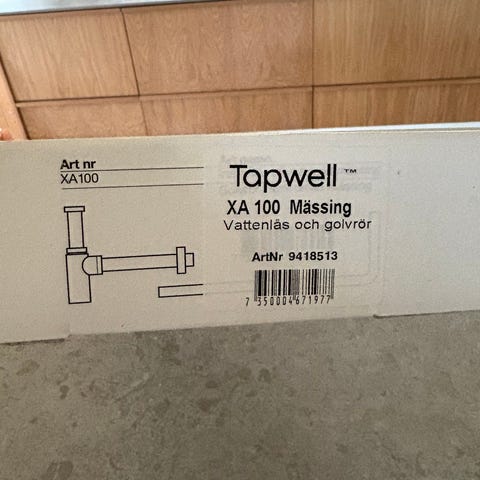 Art nr
XA100
Tapwell™
XA 100 Mässing
Vattenlås och golvrör
ArtNr 9418513
7 350004 671977